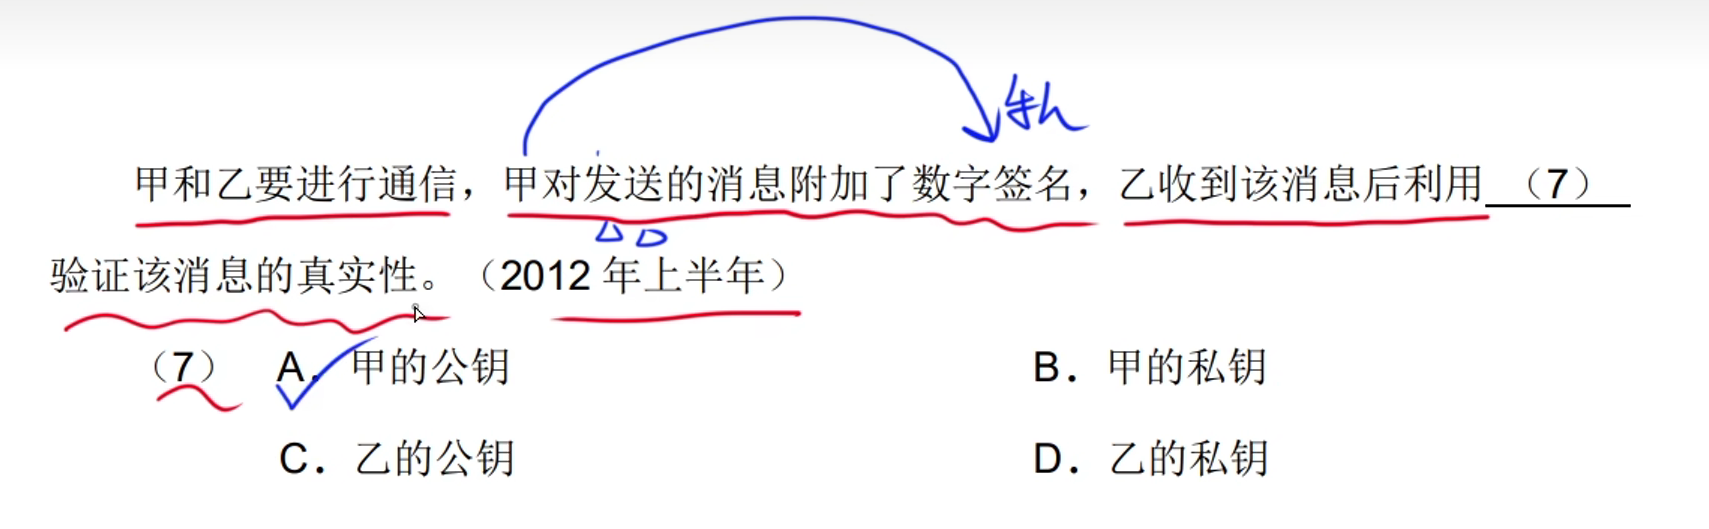 甲和乙要进行通信，甲对发送的消息附加了数字签名，乙收到该消息后利用（7）
验证该消息的真实性。（2012 年上半年）
（7） A．甲的公钥 B．甲的私钥
C．乙的公钥 D．乙的私钥